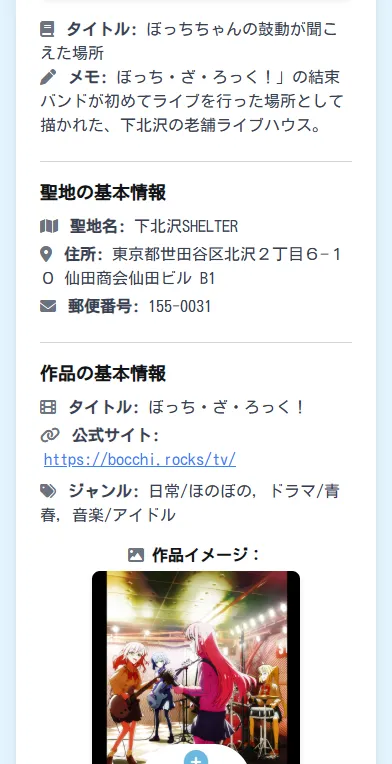 タイトル: ぼっちちゃんの鼓動が聞こ
えた場所
メモ: ぼっち・ざ・ろっく！」の結束
バンドが初めてライブを行った場所として
描かれた、下北沢の老舗ライブハウス。
聖地の基本情報
聖地名: 下北沢SHELTER
住所: 東京都世田谷区北沢２丁目６−１
０ 仙田商会仙田ビル B1
郵便番号: 155-0031
作品の基本情報
タイトル: ぼっち・ざ・ろっく！
公式サイト:
https://bocchi.rocks/tv/
ジャンル: 日常/ほのぼの, ドラマ/青
春, 音楽/アイドル
作品イメージ：